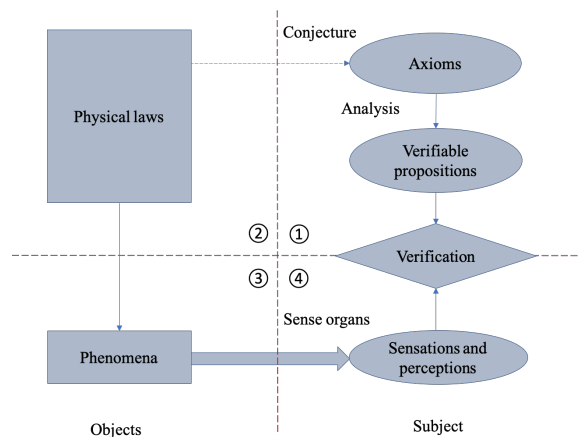 Conjecture
Physical laws
Axioms
Analysis
Verifiable
propositions
② ①
Verification
③ ④
Sense organs
Phenomena
Sensations and
perceptions
Objects
Subject